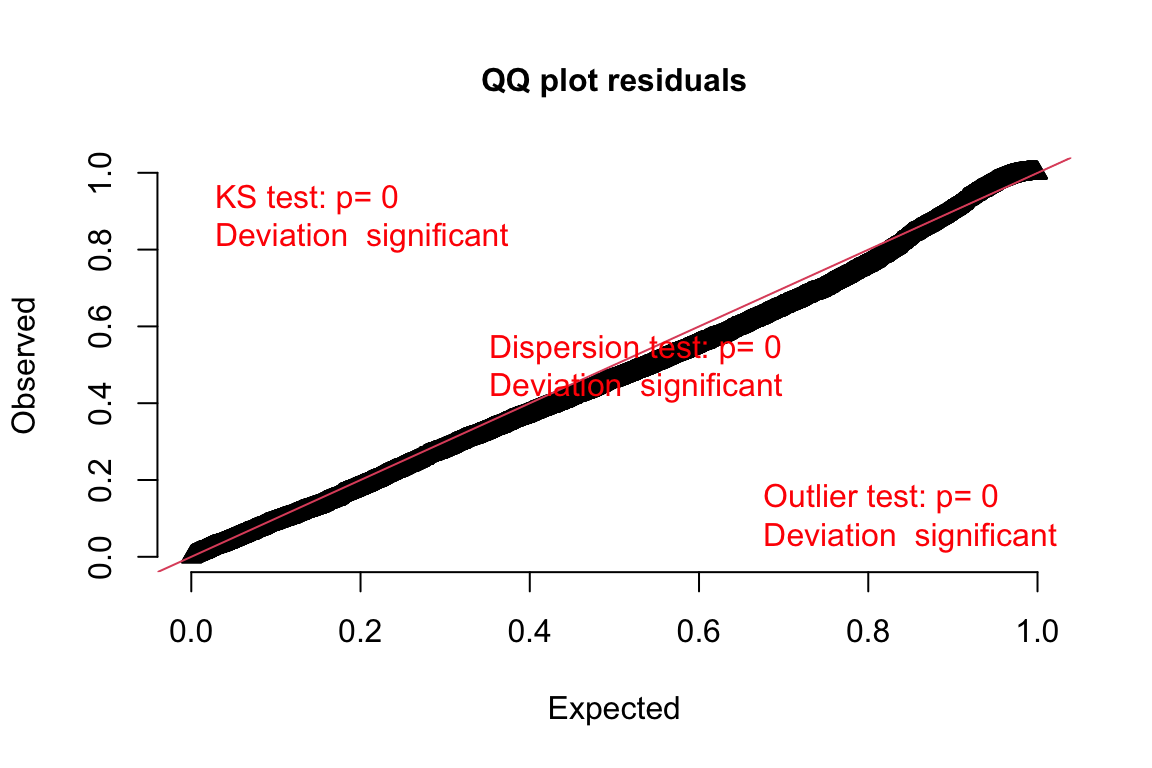 QQ plot residuals
KS test: p= 0
Deviation  significant
Dispersion test: p= 0
Deviation  significant
Outlier test: p= 0
Deviation  significant
Observed
1.0
0.8
0.6
0.4
0.2
0.0
0.0 0.2 0.4 0.6 0.8 1.0
Expected